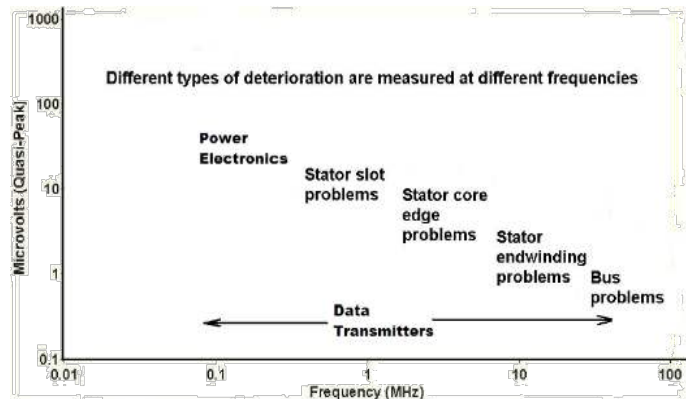 1000
Different types of deterioration are measured at different frequencies
100
Power
Electronics
Stator slot
problems
10
Stator core
edge
problems
Stator
endwinding
problems
1
Bus
problems
Data
Transmitters
0.1
0.01
0.1
1
10
100
Frequency (MHz)
Microvolts (Quasi-Peak)